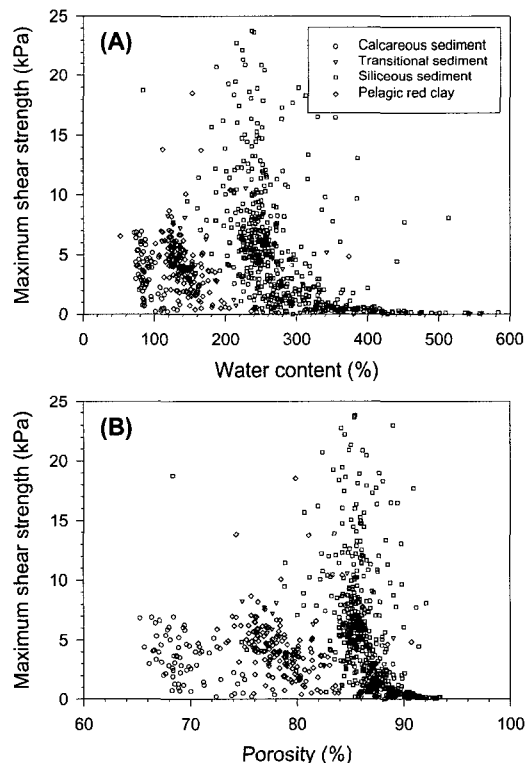 (A)
Calcareous sediment
Transitional sediment
Siliceous sediment
Pelagic red clay
Maximum shear strength (kPa)
25
20
15
10
5
0
0 100 200 300 400 500 600
Water content (%)
(B)
Maximum shear strength (kPa)
25
20
15
10
5
0
60 70 80 90 100
Porosity (%)